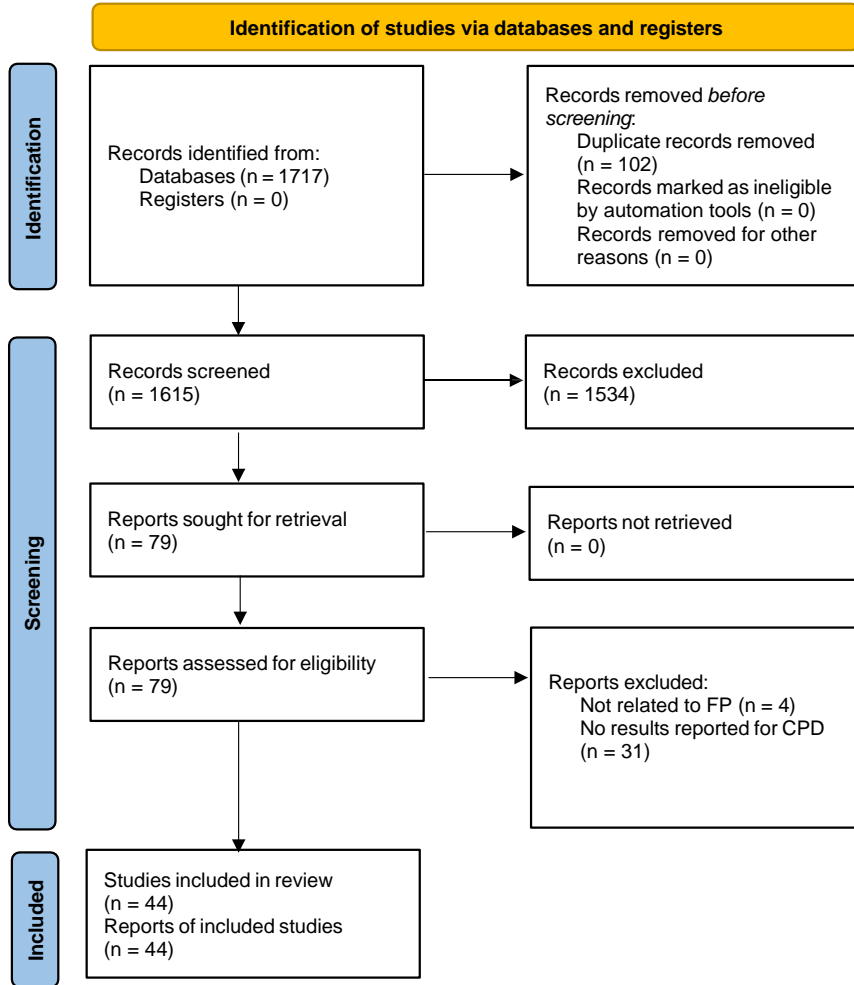 Identification of studies via databases and registers
Identification
Records identified from:
Databases (n = 1717)
Registers (n = 0)
Records removed before
screening:
Duplicate records removed
(n = 102)
Records marked as ineligible
by automation tools (n = 0)
Records removed for other
reasons (n = 0)
Screening
Records screened
(n = 1615)
Records excluded
(n = 1534)
Reports sought for retrieval
(n = 79)
Reports not retrieved
(n = 0)
Reports assessed for eligibility
(n = 79)
Reports excluded:
Not related to FP (n = 4)
No results reported for CPD
(n = 31)
Included
Studies included in review
(n = 44)
Reports of included studies
(n = 44)